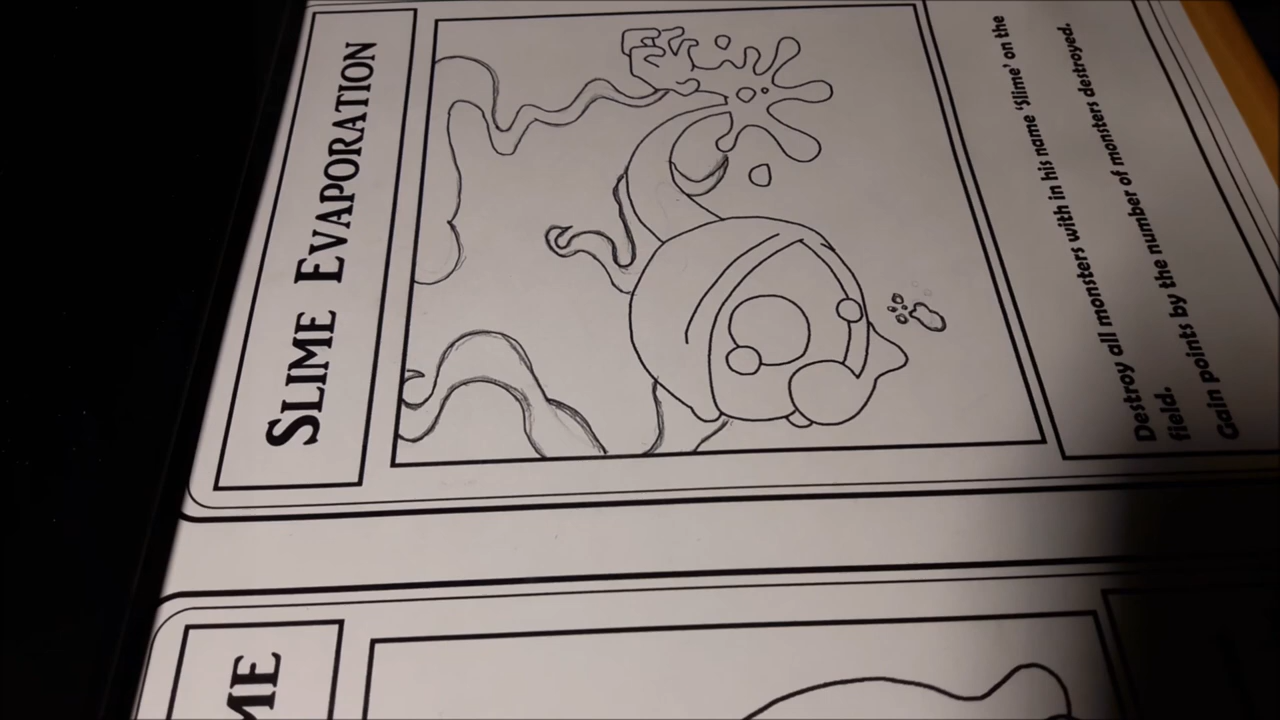 SLIME EVAPORATION
Destroy all monsters with in his name 'Slime' on the
field.
Gain points by the number of monsters destroyed.
ME